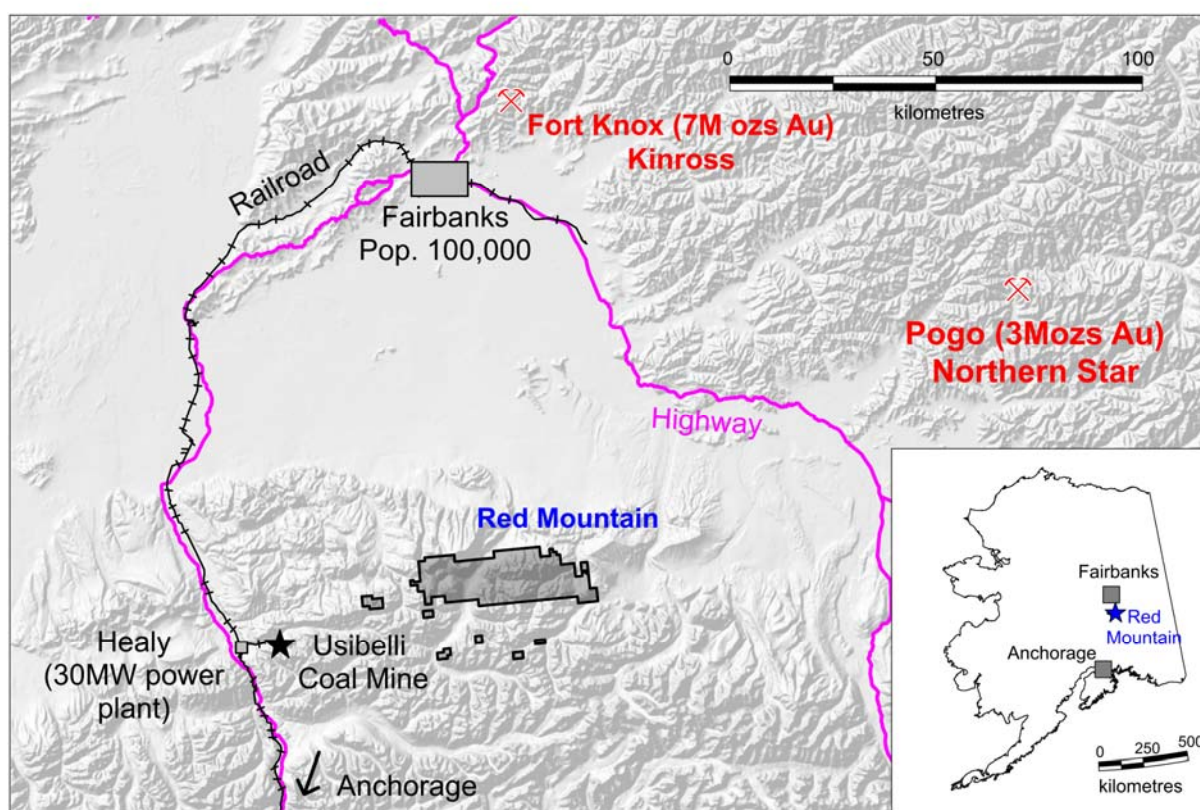 0 50 100
kilometres
Fort Knox (7M ozs Au)
Kinross
Railroad
Fairbanks
Pop. 100,000
Pogo (3Mozs Au)
Northern Star
Highway
Red Mountain
Healy
(30MW power
plant)
Usibelli
Coal Mine
Anchorage
Fairbanks
Red
Mountain
Anchorage
0 250 500
kilometres